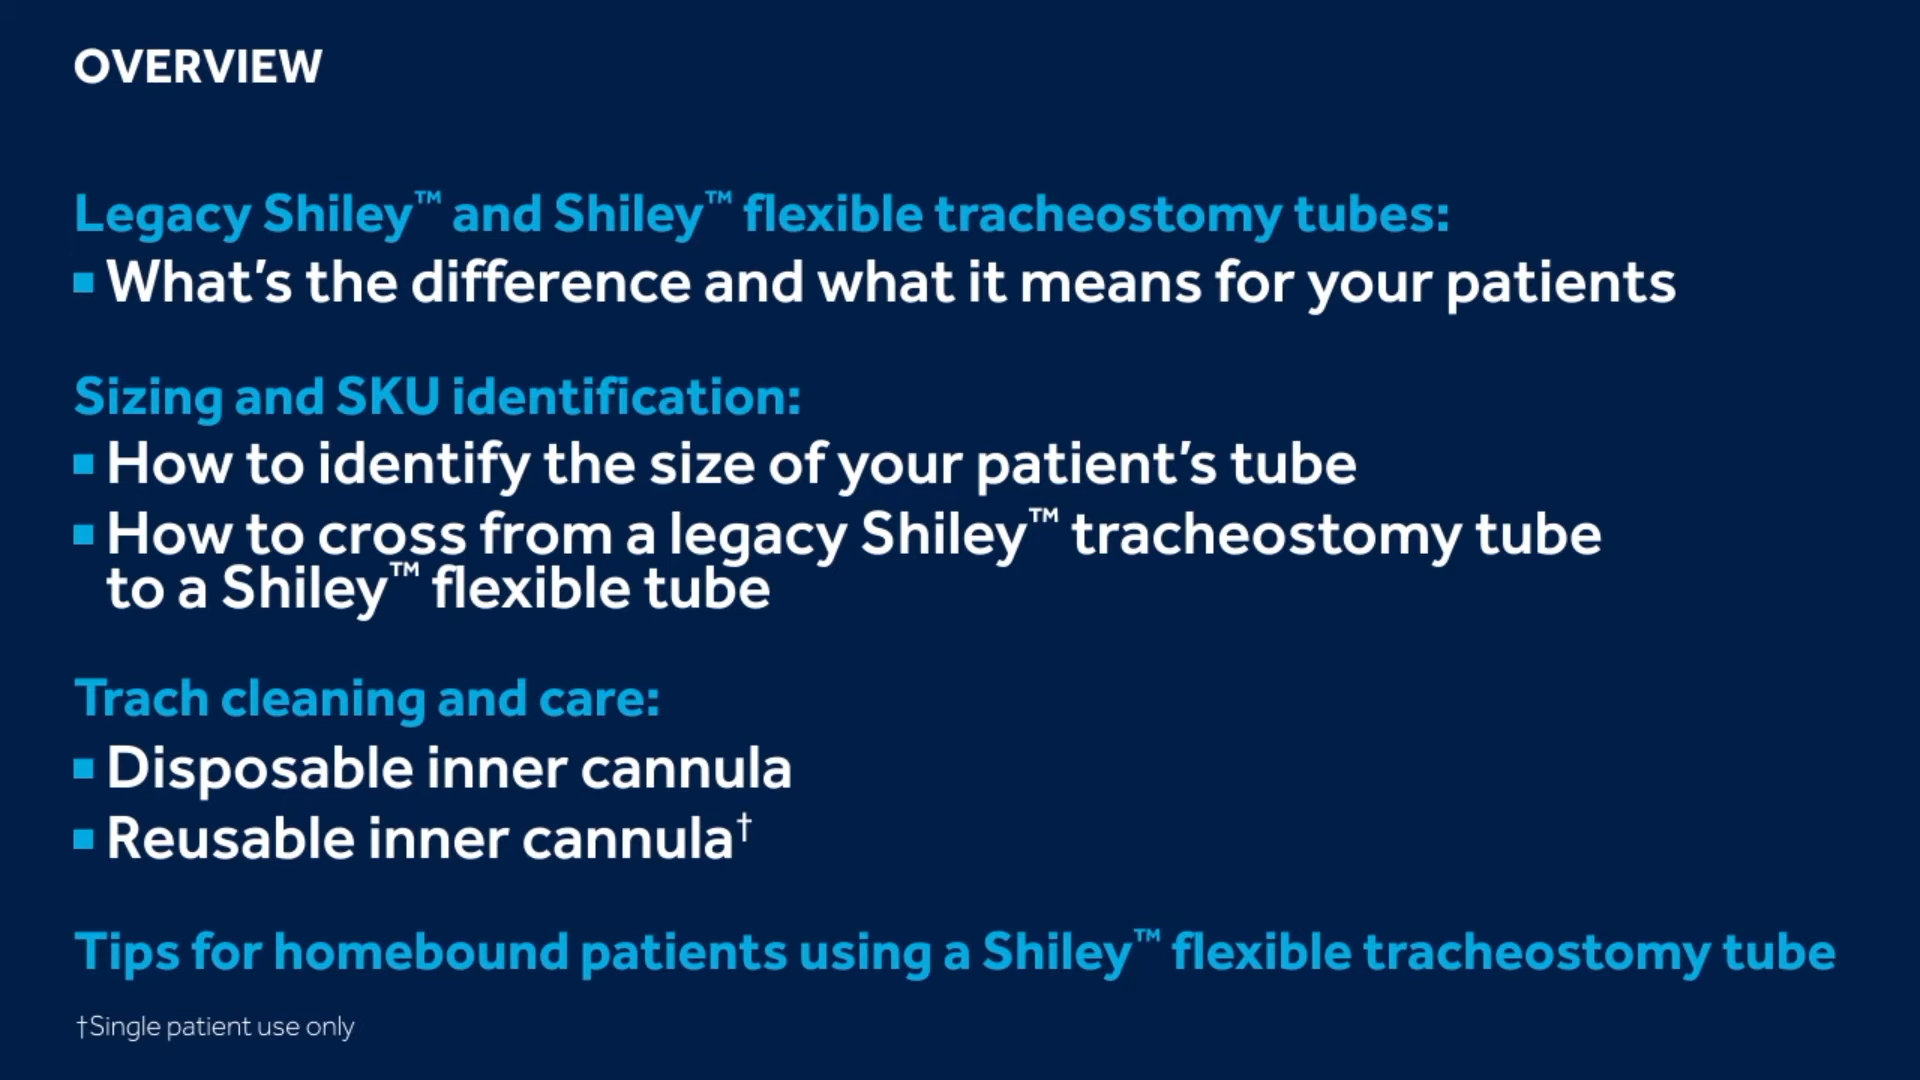 OVERVIEW
Legacy Shiley™ and Shiley™ flexible tracheostomy tubes:
▪ What’s the difference and what it means for your patients
Sizing and SKU identification:
▪ How to identify the size of your patient’s tube
▪ How to cross from a legacy Shiley™ tracheostomy tube
to a Shiley™ flexible tube
Trach cleaning and care:
▪ Disposable inner cannula
▪ Reusable inner cannula†
Tips for homebound patients using a Shiley™ flexible tracheostomy tube
†Single patient use only